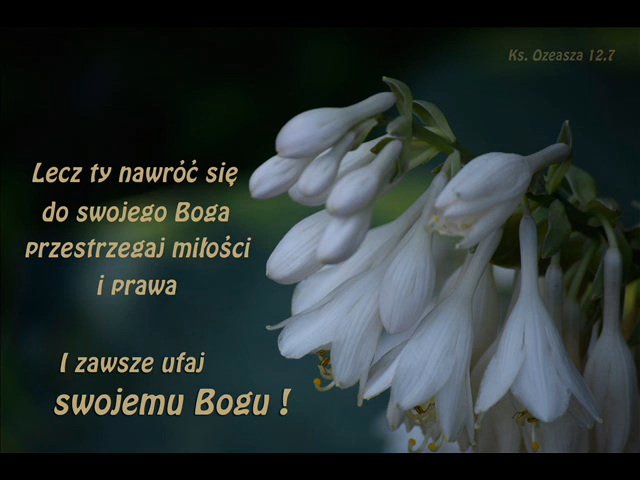 Ks. Ozeasza 12.7
Lecz ty nawróć się
do swojego Boga
przestrzegaj miłości
i prawa
I zawsze ufaj
swojemu Bogu !